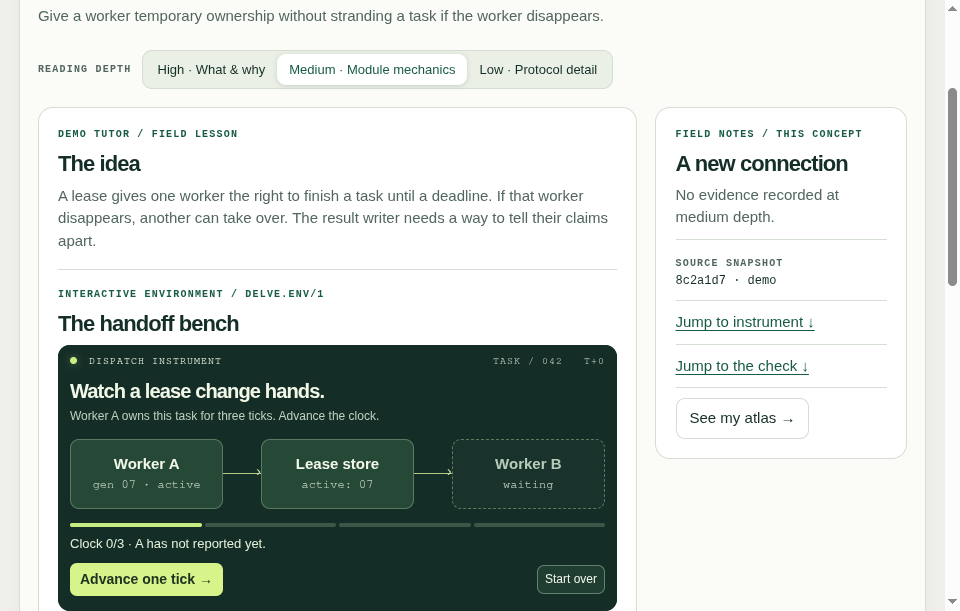 Give a worker temporary ownership without stranding a task if the worker disappears.
READING DEPTH
High · What & why
Medium · Module mechanics
Low · Protocol detail
DEMO TUTOR / FIELD LESSON
The idea
A lease gives one worker the right to finish a task until a deadline. If that worker
disappears, another can take over. The result writer needs a way to tell their claims
apart.
INTERACTIVE ENVIRONMENT / DELVE.ENV/1
The handoff bench
DISPATCH INSTRUMENT
TASK / 042 T+0
Watch a lease change hands.
Worker A owns this task for three ticks. Advance the clock.
Worker A
gen 07 · active
Lease store
active: 07
Worker B
waiting
Clock 0/3 · A has not reported yet.
Advance one tick →
Start over
FIELD NOTES / THIS CONCEPT
A new connection
No evidence recorded at
medium depth.
SOURCE SNAPSHOT
8c2a1d7 · demo
Jump to instrument ↓
Jump to the check ↓
See my atlas →